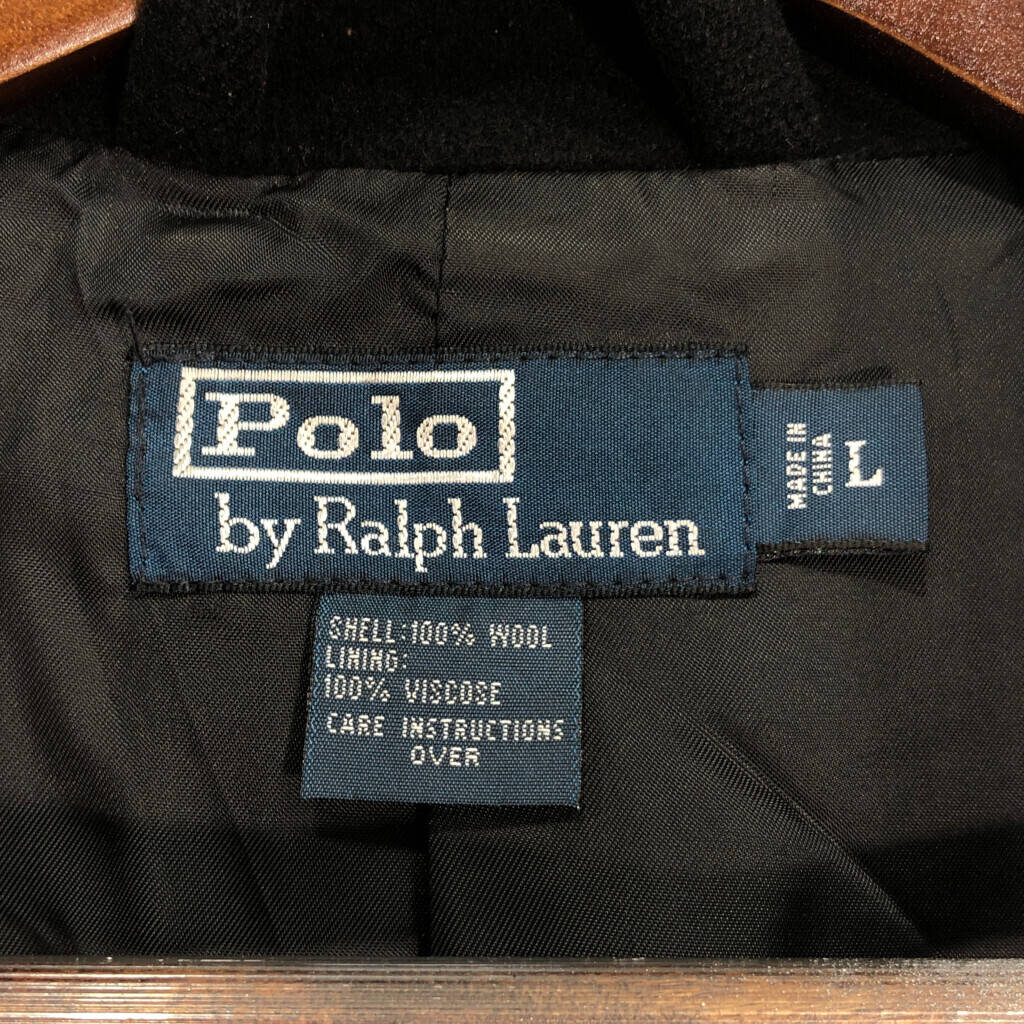 Polo
by Ralph Lauren
MADE IN
CHINA
L
SHELL:100% WOOL
LINING:
100% VISCOSE
CARE INSTRUCTIONS
OVER